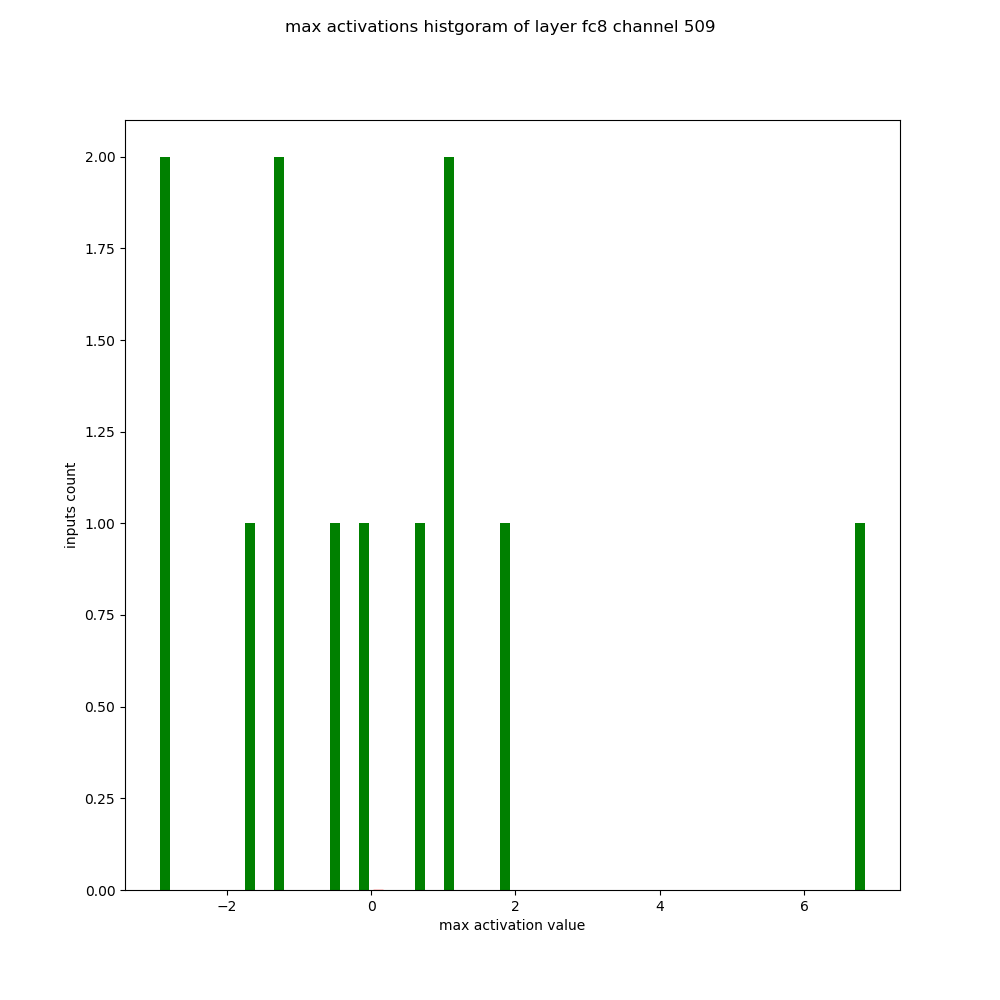 max activations histgoram of layer fc8 channel 509
2.00
1.75
1.50
1.25
1.00
0.75
0.50
0.25
0.00
inputs count
−2 0 2 4 6
max activation value